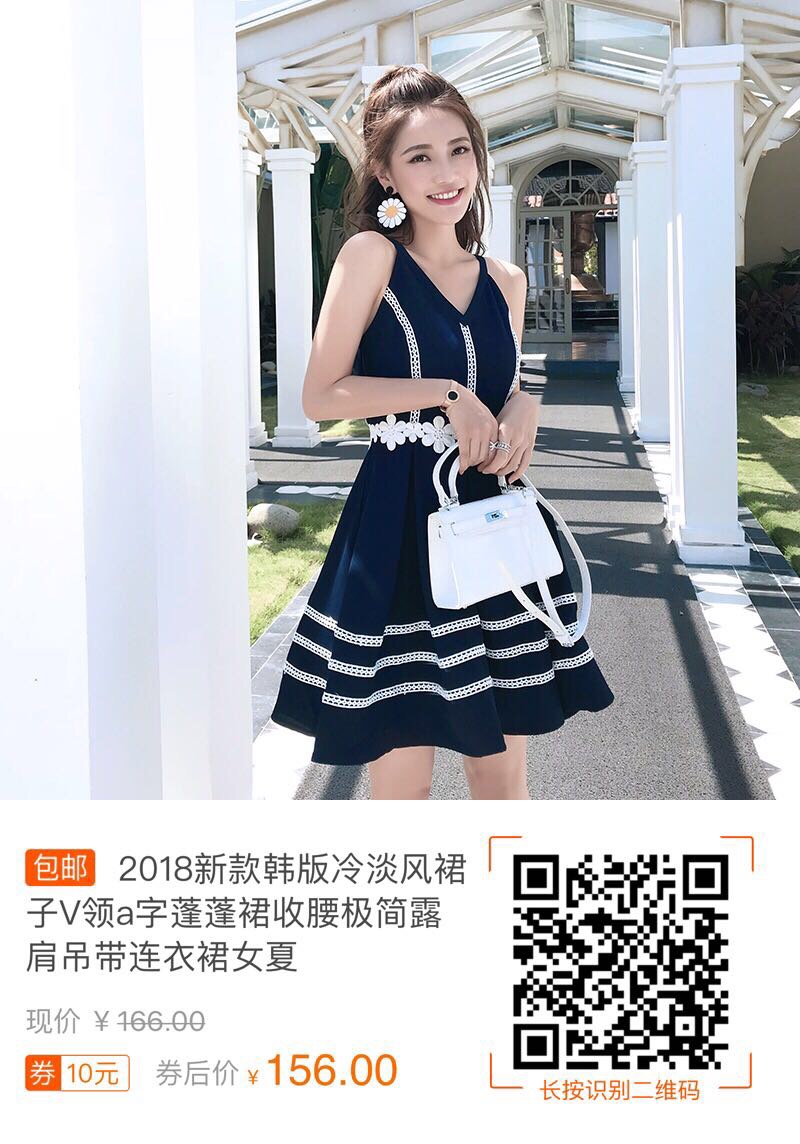 包邮 2018新款韩版冷淡风裙
子V领a字蓬蓬裙收腰极简露
肩吊带连衣裙女夏
现价 ¥ 166.00
券 10元 券后价 ¥ 156.00
长按识别二维码